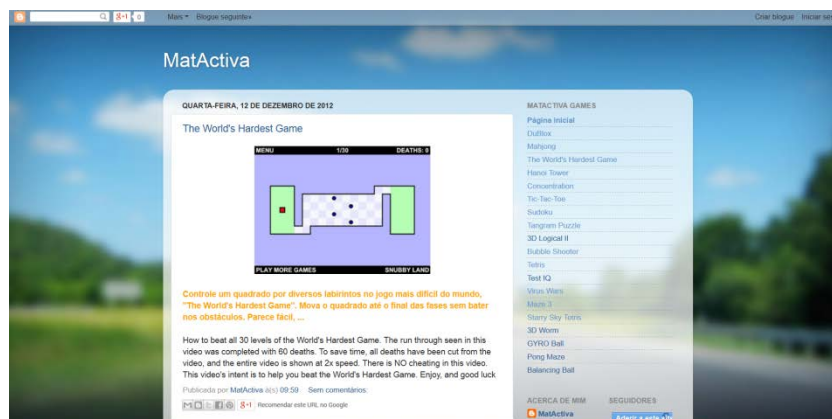 g+1 0 Mais Blogue seguinte» Criar blogue Iniciar ses
MatActiva
QUARTA-FEIRA, 12 DE DEZEMBRO DE 2012
The World's Hardest Game
MENU 1/30 DEATHS: 0
PLAY MORE GAMES SNUBBY LAND
Controle um quadrado por diversos labirintos no jogo mais difícil do mundo,
"The World's Hardest Game". Mova o quadrado até o final das fases sem bater
nos obstáculos. Parece fácil, ...
How to beat all 30 levels of the World's Hardest Game. The run through seen in this
video was completed with 60 deaths. To save time, all deaths have been cut from the
video, and the entire video is shown at 2x speed. There is NO cheating in this video.
This video's intent is to help you beat the World's Hardest Game. Enjoy, and good luck
Publicada por MatActiva à(s) 09:59 Sem comentários:
g+1 Recomendar este URL no Google
MATACTIVA GAMES
Página inicial
DuBlox
Mahjong
The World's Hardest Game
Hanoi Tower
Concentration
Tic-Tac-Toe
Sudoku
Tangram Puzzle
3D Logical II
Bubble Shooter
Tetris
Test IQ
Virus Wars
Maze 3
Starry Sky Tetris
3D Worm
GYRO Ball
Pong Maze
Balancing Ball
ACERCA DE MIM
MatActiva
SEGUIDORES
Aderir a este